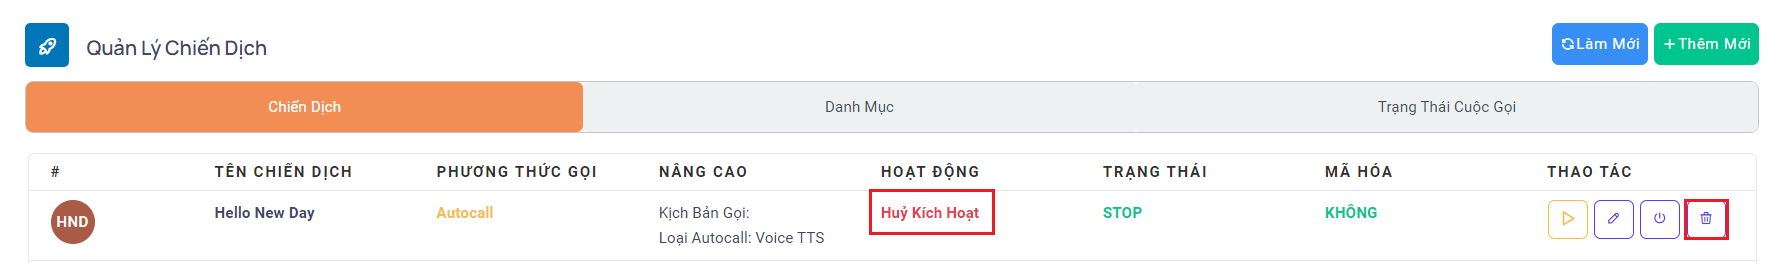 Quản Lý Chiến Dịch
Làm Mới
+Thêm Mới
Chiến Dịch
Danh Mục
Trạng Thái Cuộc Gọi
# TÊN CHIẾN DỊCH PHƯƠNG THỨC GỌI NÂNG CAO HOẠT ĐỘNG TRẠNG THÁI MÃ HÓA THAO TÁC
HND Hello New Day Autocall Kịch Bản Gọi: Huỷ Kích Hoạt STOP KHÔNG
Loại Autocall: Voice TTS